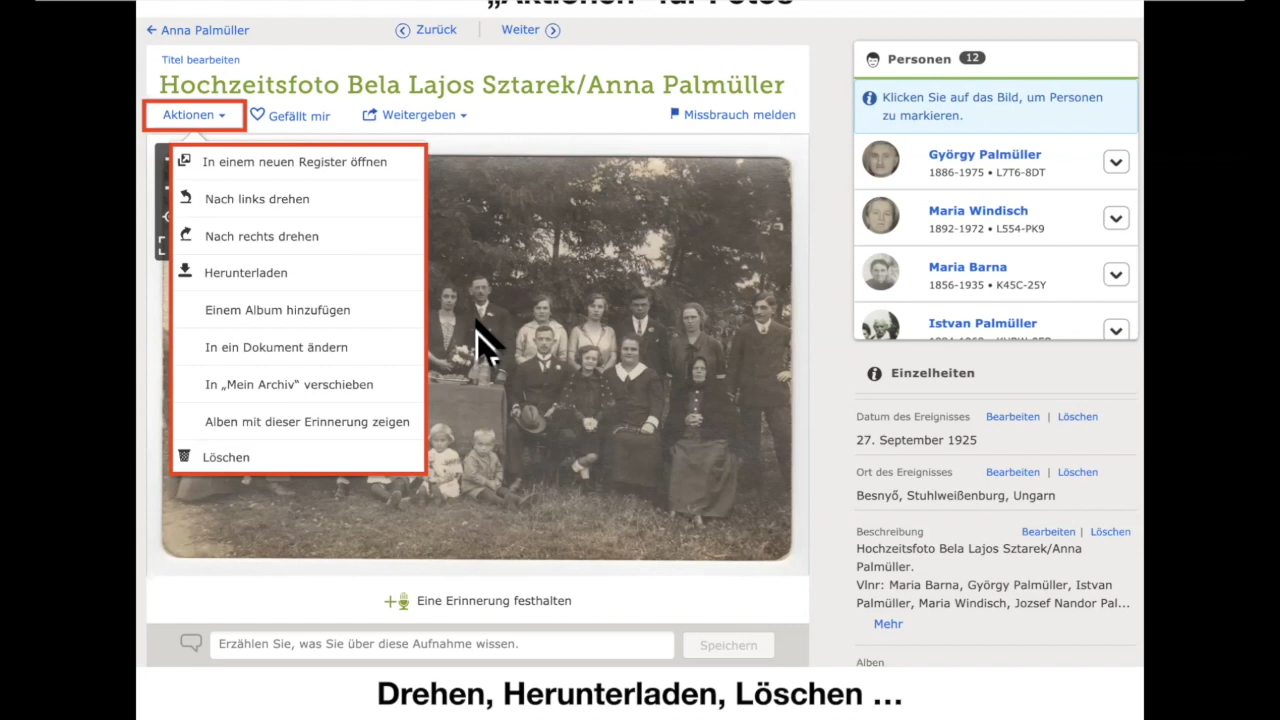 „Aktionen“ für Fotos
Anna Palmüller
Zurück
Weiter
Titel bearbeiten
Hochzeitsfoto Bela Lajos Sztarek/Anna Palmüller
Aktionen
Gefällt mir
Weitergeben
Missbrauch melden
In einem neuen Register öffnen
Nach links drehen
Nach rechts drehen
Herunterladen
Einem Album hinzufügen
In ein Dokument ändern
In „Mein Archiv“ verschieben
Alben mit dieser Erinnerung zeigen
Löschen
Eine Erinnerung festhalten
Erzählen Sie, was Sie über diese Aufnahme wissen.
Speichern
Personen 12
Klicken Sie auf das Bild, um Personen
zu markieren.
György Palmüller
1886-1975 • L7T6-8DT
Maria Windisch
1892-1972 • L554-PK9
Maria Barna
1856-1935 • K45C-25Y
Istvan Palmüller
Einzelheiten
Datum des Ereignisses Bearbeiten | Löschen
27. September 1925
Ort des Ereignisses Bearbeiten | Löschen
Besnyő, Stuhlweißenburg, Ungarn
Beschreibung Bearbeiten | Löschen
Hochzeitsfoto Bela Lajos Sztarek/Anna
Palmüller.
Vlnr: Maria Barna, György Palmüller, Istvan
Palmüller, Maria Windisch, Jozsef Nandor Pal...
Mehr
Alben
Drehen, Herunterladen, Löschen …